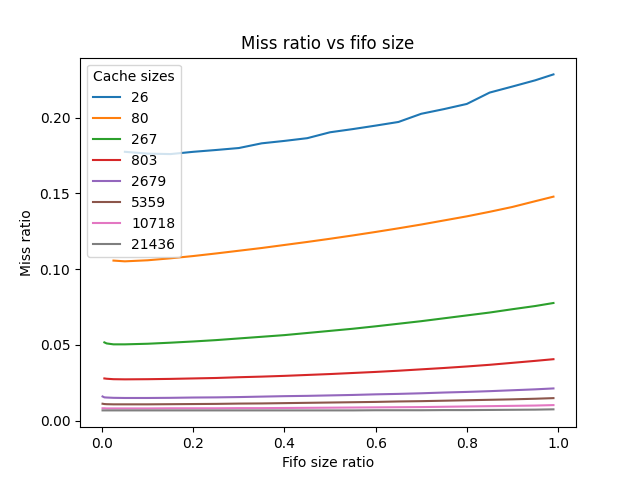 Miss ratio vs fifo size
Cache sizes
26
80
267
803
2679
5359
10718
21436
Miss ratio
0.20
0.15
0.10
0.05
0.00
0.0 0.2 0.4 0.6 0.8 1.0
Fifo size ratio